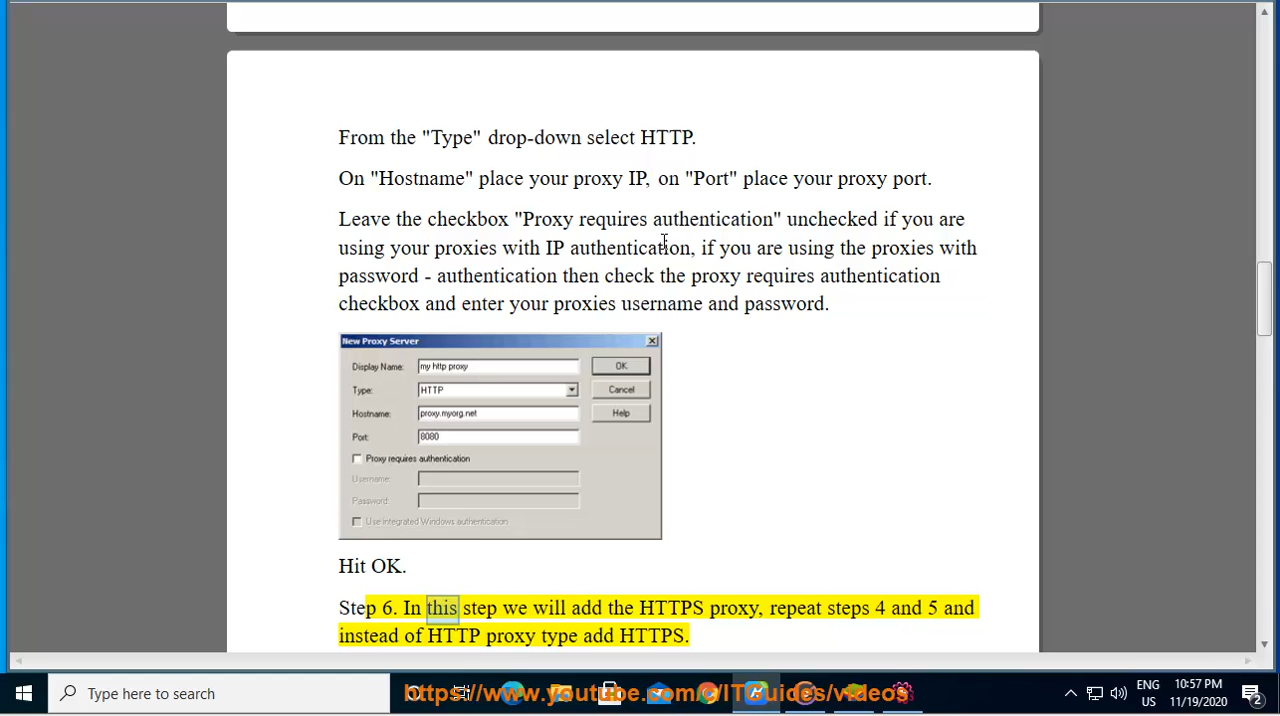 From the "Type" drop-down select HTTP.
On "Hostname" place your proxy IP, on "Port" place your proxy port.
Leave the checkbox "Proxy requires authentication" unchecked if you are
using your proxies with IP authentication, if you are using the proxies with
password - authentication then check the proxy requires authentication
checkbox and enter your proxies username and password.
New Proxy Server
Display Name: my http proxy OK
Type: HTTP Cancel
Hostname: proxy.myorg.net Help
Port: 8080
Proxy requires authentication
Username:
Password:
Use integrated Windows authentication
Hit OK.
Step 6. In this step we will add the HTTPS proxy, repeat steps 4 and 5 and
instead of HTTP proxy type add HTTPS.
Type here to search
https://www.youtube.com/c/ITGuides/videos
ENG 10:57 PM
US 11/19/2020 2